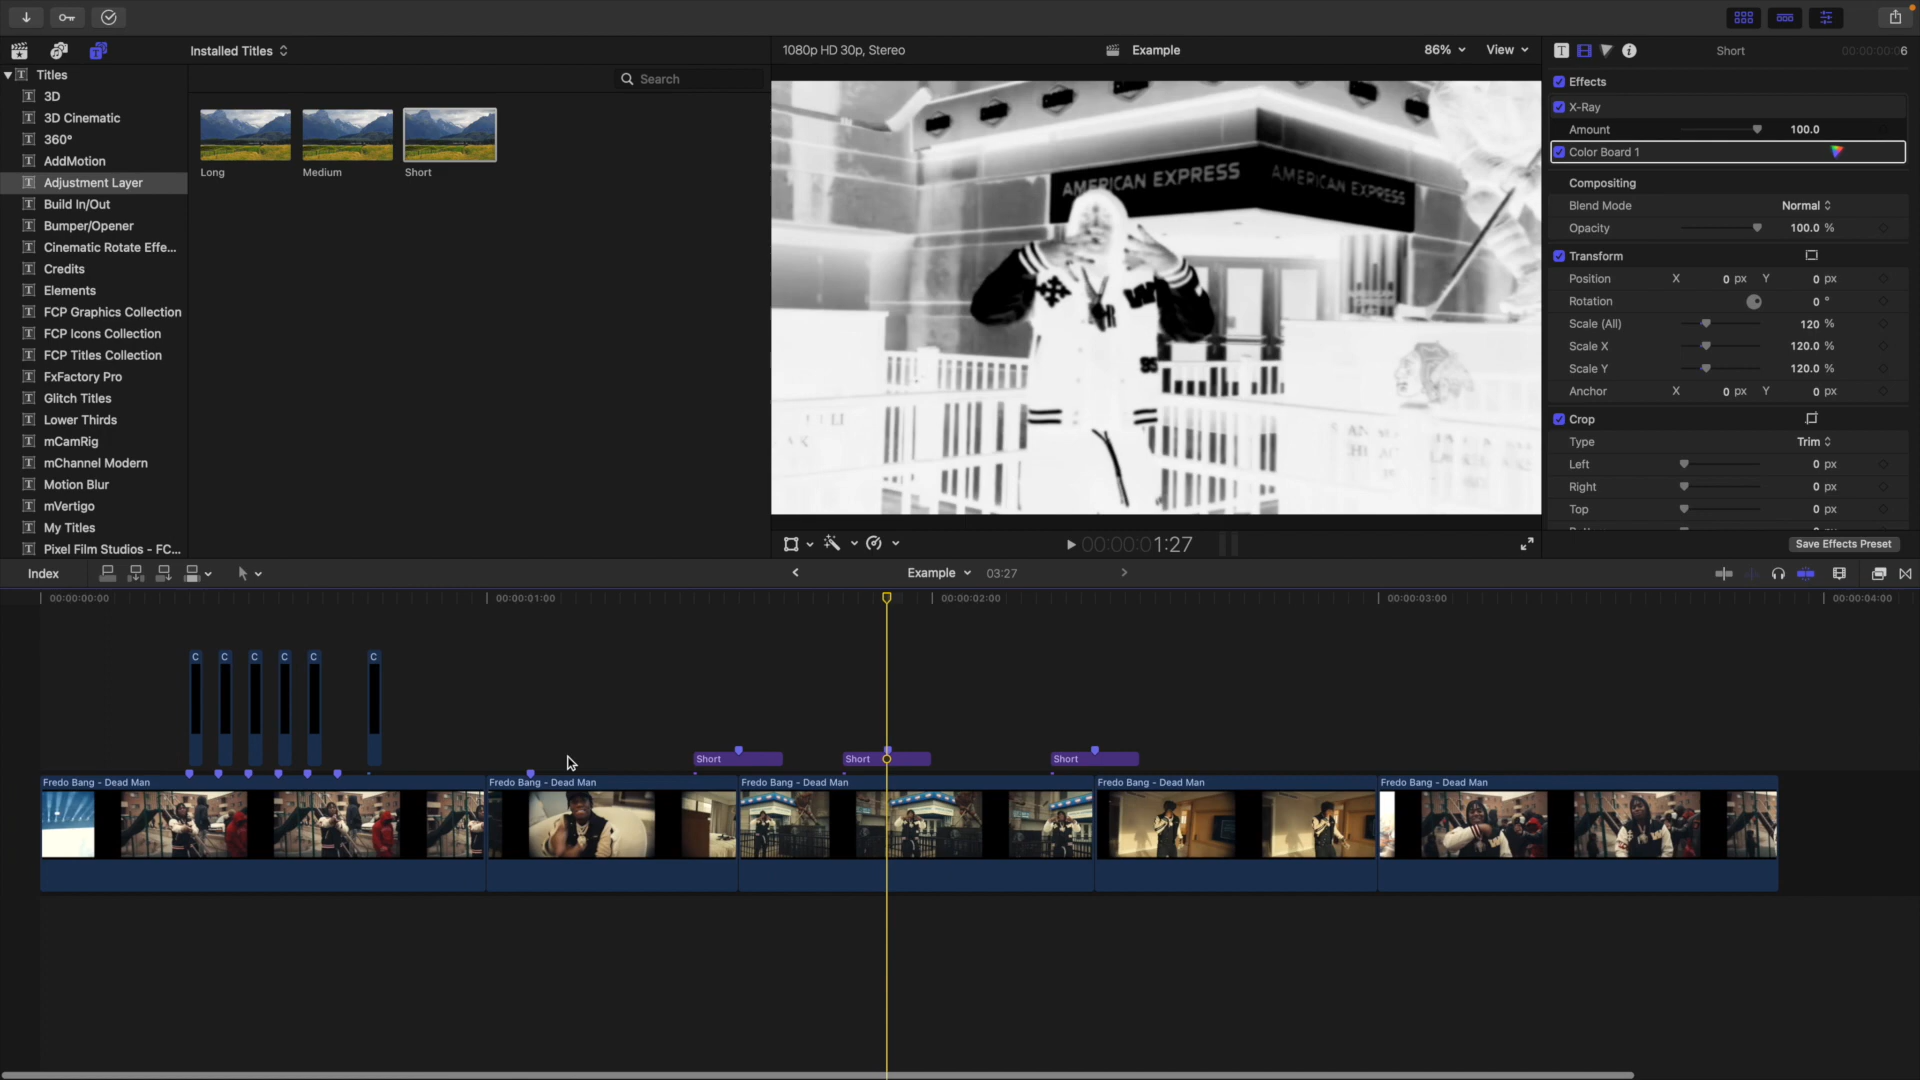 Installed Titles
1080p HD 30p, Stereo
Example
86%
View
Short
00:00:00:06
Titles
3D
3D Cinematic
360°
AddMotion
Adjustment Layer
Build In/Out
Bumper/Opener
Cinematic Rotate Effe...
Credits
Elements
FCP Graphics Collection
FCP Icons Collection
FCP Titles Collection
FxFactory Pro
Glitch Titles
Lower Thirds
mCamRig
mChannel Modern
Motion Blur
mVertigo
My Titles
Pixel Film Studios - FC...
Search
Long
Medium
Short
AMERICAN EXPRESS
AMERICAN EXPRESS
Effects
X-Ray
Amount 100.0
Color Board 1
Compositing
Blend Mode Normal
Opacity 100.0 %
Transform
Position X 0 px Y 0 px
Rotation 0 °
Scale (All) 120 %
Scale X 120.0 %
Scale Y 120.0 %
Anchor X 0 px Y 0 px
Crop
Type Trim
Left 0 px
Right 0 px
Top 0 px
00:00:01:27
Save Effects Preset
Index
Example
03:27
00:00:00:00
00:00:01:00
00:00:02:00
00:00:03:00
00:00:04:00
C
C
C
C
C
C
Short
Short
Short
Fredo Bang - Dead Man
Fredo Bang - Dead Man
Fredo Bang - Dead Man
Fredo Bang - Dead Man
Fredo Bang - Dead Man